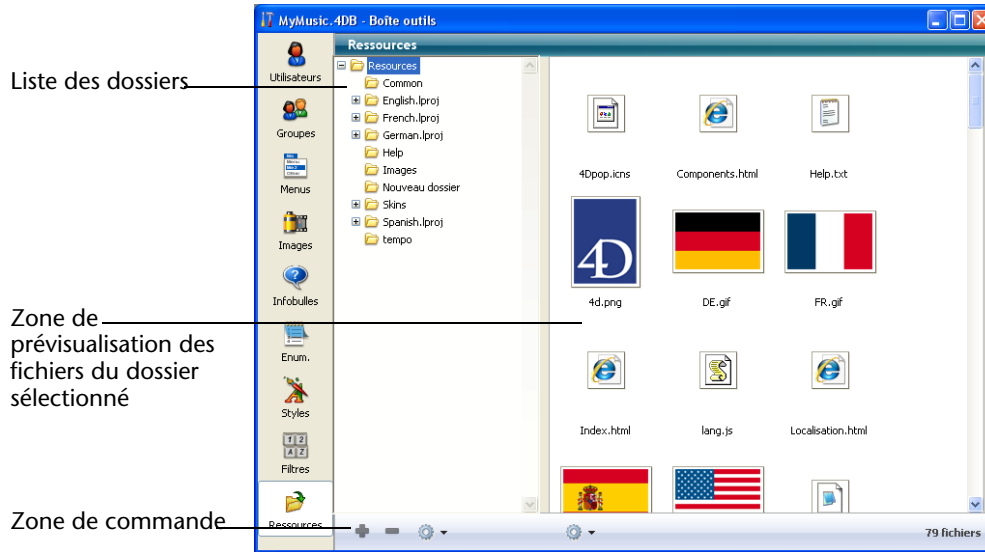 MyMusic.4DB - Boîte outils
Ressources
Liste des dossiers
Zone de
prévisualisation des
fichiers du dossier
sélectionné
Zone de commande
Utilisateurs
Groupes
Menus
Images
Infobulles
Enum.
Styles
Filtres
Ressources
Resources
Common
English.lproj
French.lproj
German.lproj
Help
Images
Nouveau dossier
Skins
Spanish.lproj
tempo
4Dpop.icns
Components.html
Help.txt
4D
4d.png
DE.gif
FR.gif
Index.html
lang.js
Localisation.html
79 fichiers